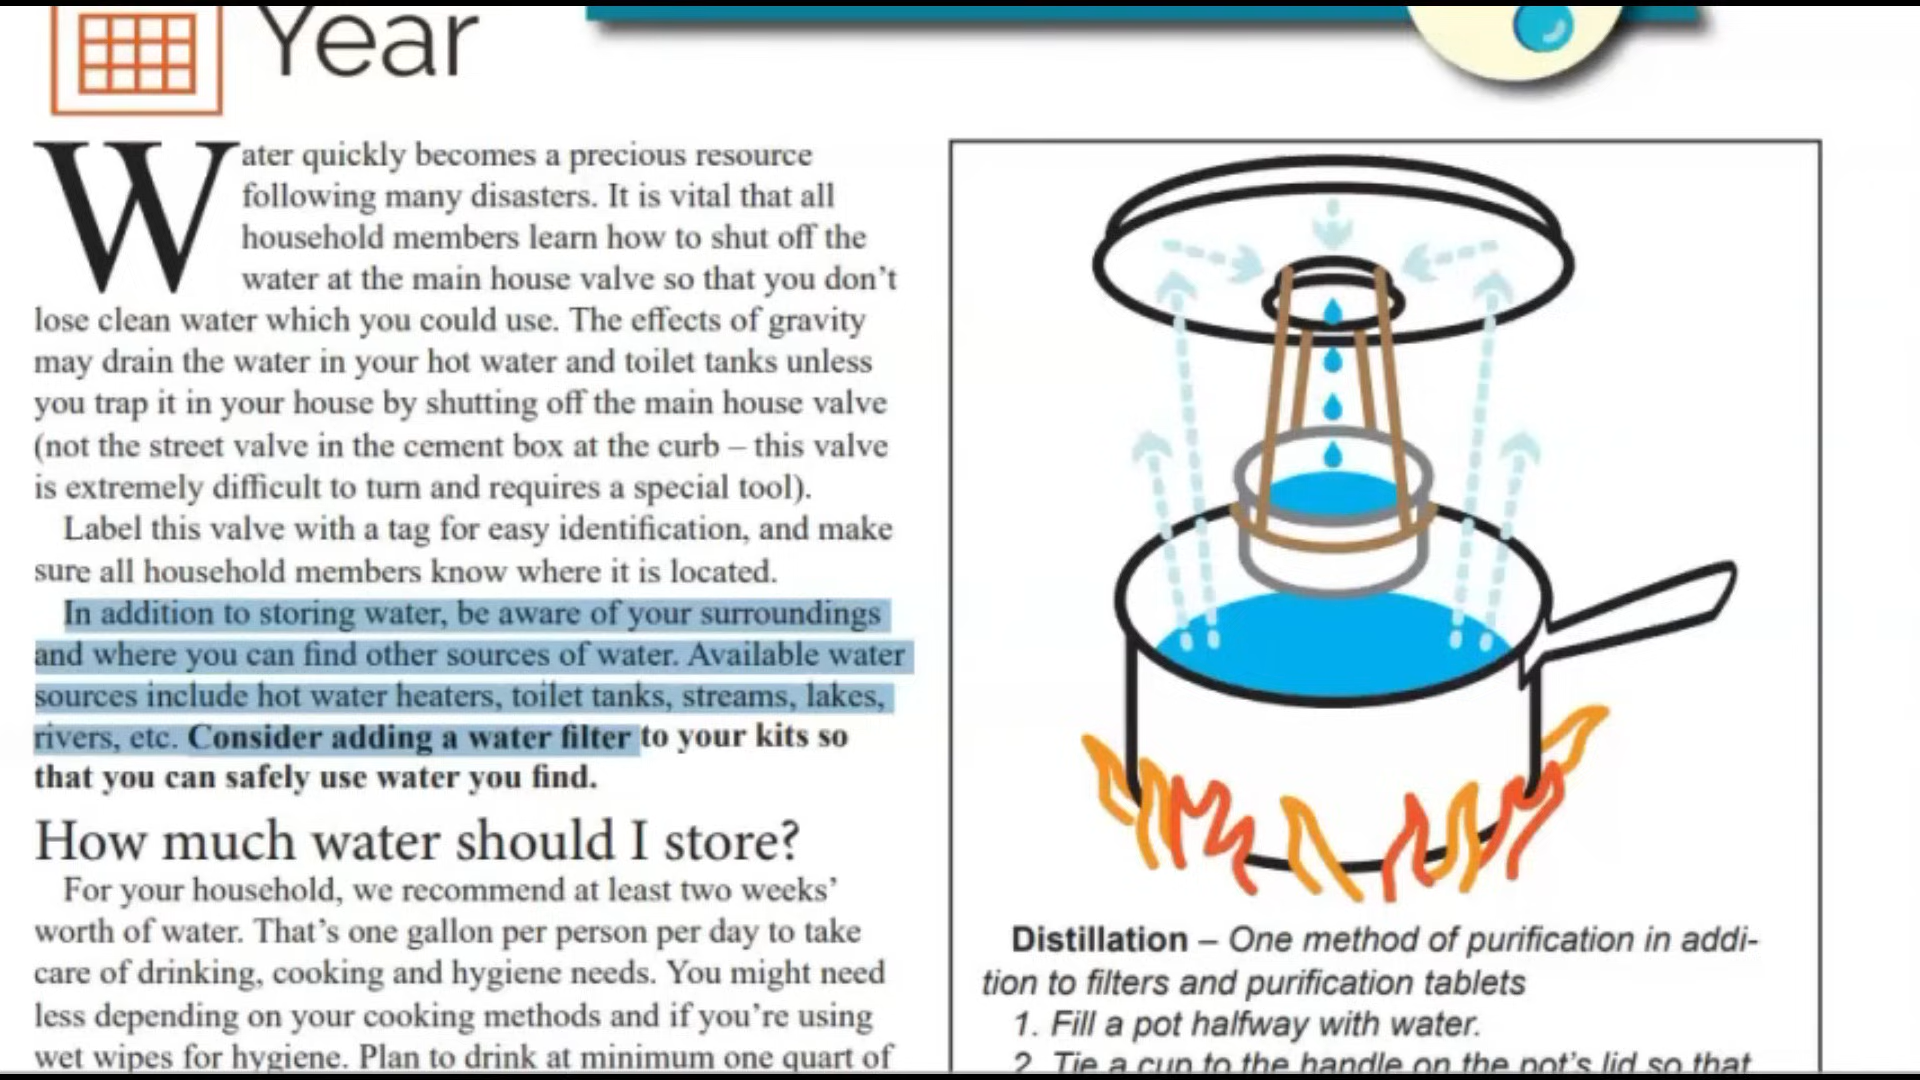 Year
Water quickly becomes a precious resource
following many disasters. It is vital that all
household members learn how to shut off the
water at the main house valve so that you don’t
lose clean water which you could use. The effects of gravity
may drain the water in your hot water and toilet tanks unless
you trap it in your house by shutting off the main house valve
(not the street valve in the cement box at the curb – this valve
is extremely difficult to turn and requires a special tool).
Label this valve with a tag for easy identification, and make
sure all household members know where it is located.
In addition to storing water, be aware of your surroundings
and where you can find other sources of water. Available water
sources include hot water heaters, toilet tanks, streams, lakes,
rivers, etc. Consider adding a water filter to your kits so
that you can safely use water you find.
How much water should I store?
For your household, we recommend at least two weeks’
worth of water. That’s one gallon per person per day to take
care of drinking, cooking and hygiene needs. You might need
less depending on your cooking methods and if you’re using
wet wipes for hygiene. Plan to drink at minimum one quart of
Distillation – One method of purification in addi-
tion to filters and purification tablets
1. Fill a pot halfway with water.
2. Tie a cup to the handle on the pot’s lid so that